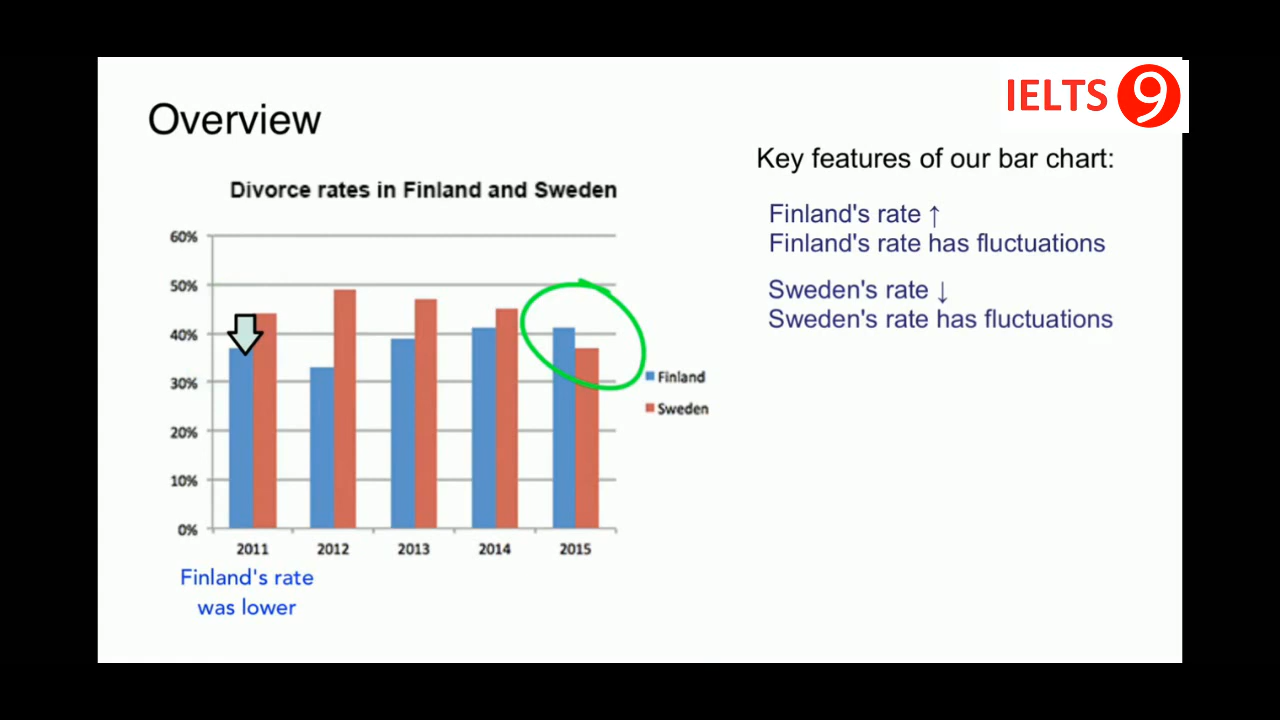 IELTS 9
Overview
Key features of our bar chart:
Divorce rates in Finland and Sweden
Finland's rate ↑
Finland's rate has fluctuations
Sweden's rate ↓
Sweden's rate has fluctuations
60%
50%
40%
30%
20%
10%
0%
Finland
Sweden
2011 2012 2013 2014 2015
Finland's rate
was lower